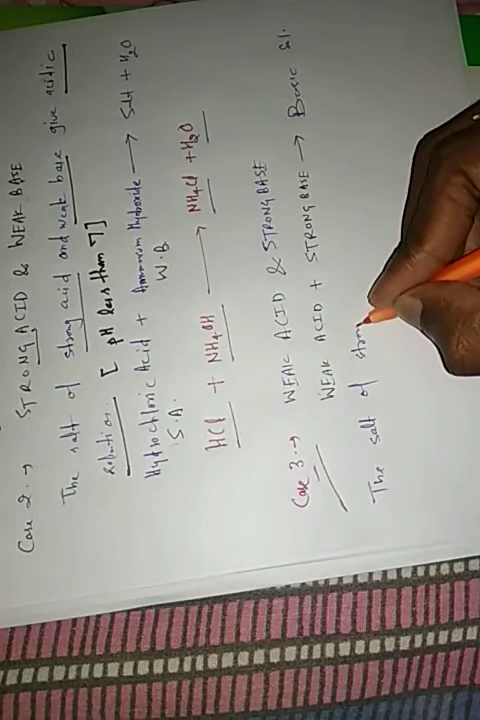 Case 2. → STRONG ACID & WEAK BASE
The salt of strong acid and weak base give acidic
solution. [ pH less than 7 ]
Hydrochloric Acid + Ammonium Hydroxide → Salt + H₂O
S.A. W.B
HCl + NH₄OH → NH₄Cl + H₂O
Case 3. → WEAK ACID & STRONG BASE
WEAK ACID + STRONG BASE → Basic Sol.
The salt of strong